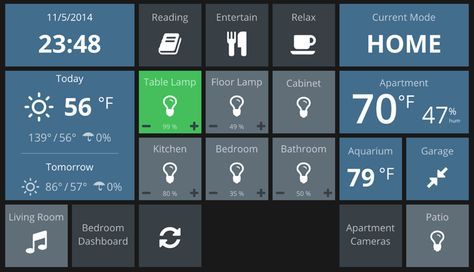 11/5/2014
23:48
Reading
Entertain
Relax
Current Mode
HOME
Today
56 °F
139°/56° 0%
Tomorrow
86°/57° 0%
Table Lamp
− 99 % +
Floor Lamp
− 49 % +
Cabinet
Apartment
70°F 47%
hum
Kitchen
− 80 % +
Bedroom
− 35 % +
Bathroom
− 50 % +
Aquarium
79 °F
Garage
Living Room
Bedroom
Dashboard
Apartment
Cameras
Patio